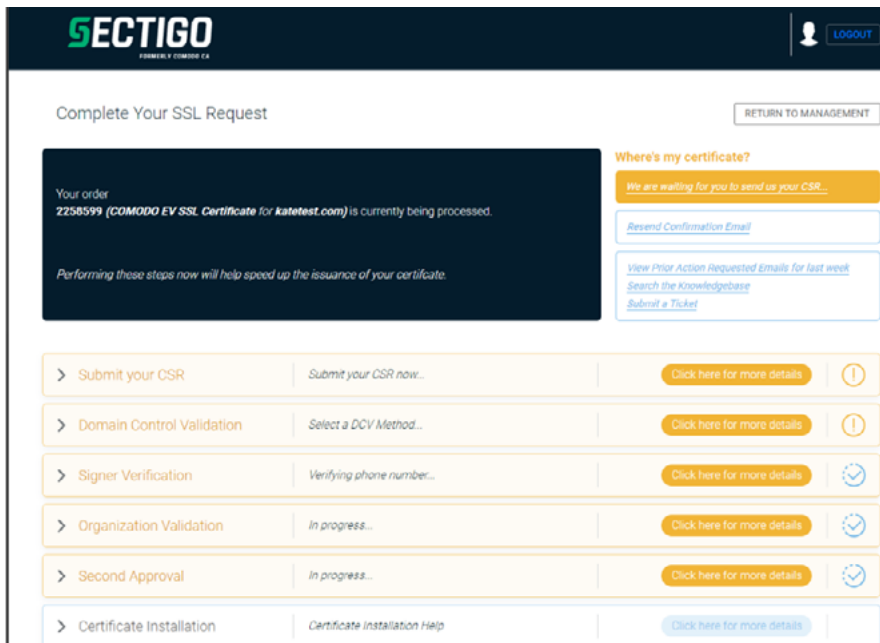 SECTIGO
FORMERLY COMODO CA
LOGOUT
Complete Your SSL Request
RETURN TO MANAGEMENT
Your order
2258599 (COMODO EV SSL Certificate for katetest.com) is currently being processed.
Performing these steps now will help speed up the issuance of your certifcate.
Where's my certificate?
We are waiting for you to send us your CSR...
Resend Confirmation Email
View Prior Action Requested Emails for last week
Search the Knowledgebase
Submit a Ticket
Submit your CSR Submit your CSR now... Click here for more details
Domain Control Validation Select a DCV Method... Click here for more details
Signer Verification Verifying phone number... Click here for more details
Organization Validation In progress... Click here for more details
Second Approval In progress... Click here for more details
Certificate Installation Certificate Installation Help Click here for more details